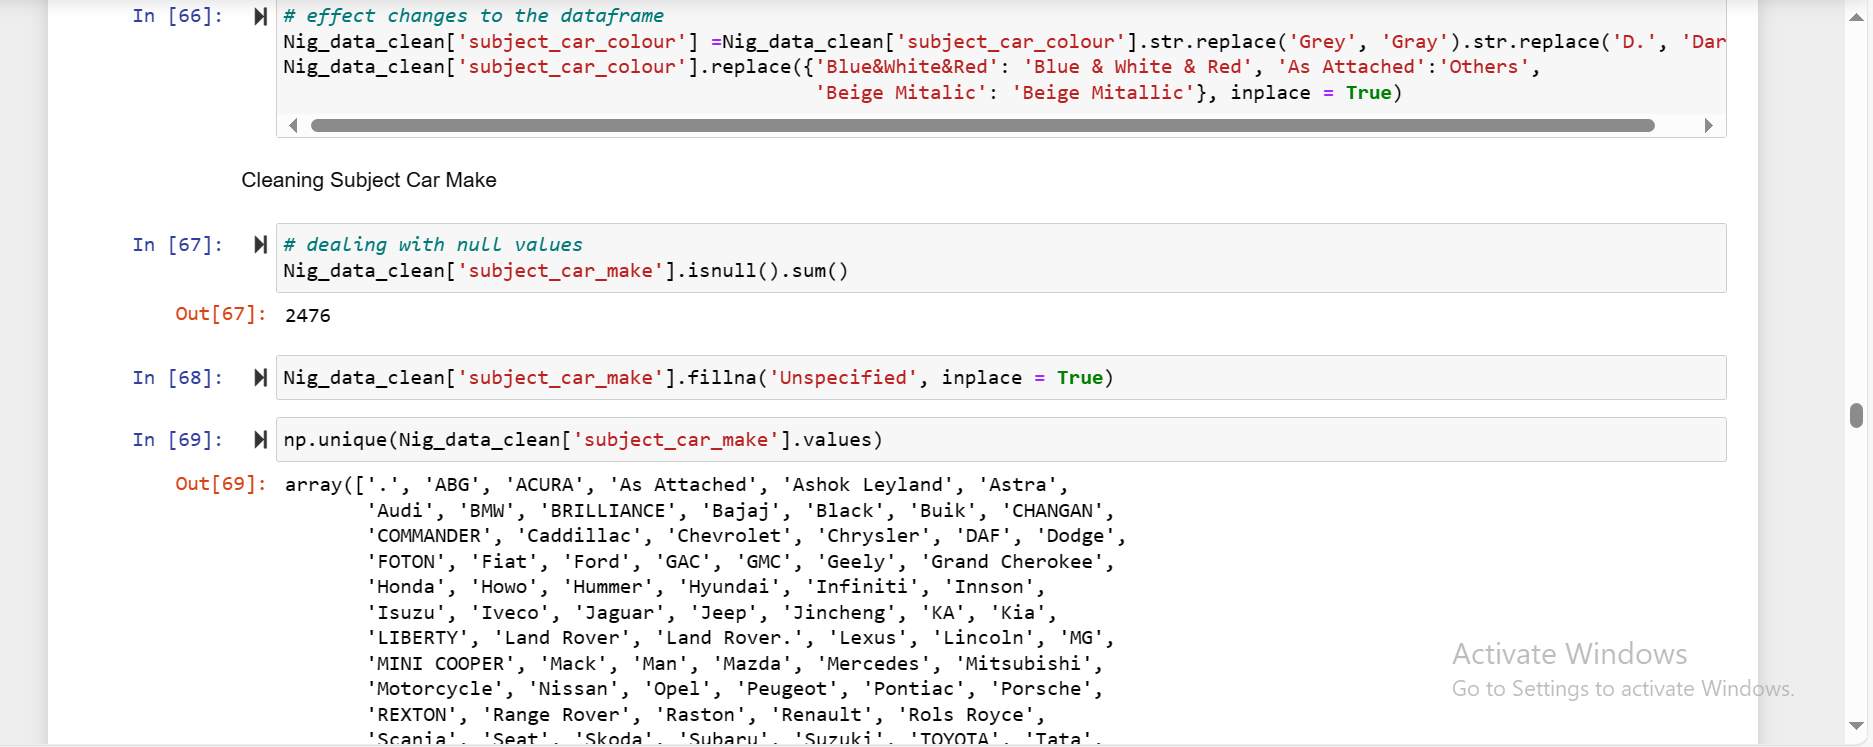 In [66]: # effect changes to the dataframe
Nig_data_clean['subject_car_colour'] =Nig_data_clean['subject_car_colour'].str.replace('Grey', 'Gray').str.replace('D.', 'Dar
Nig_data_clean['subject_car_colour'].replace({'Blue&White&Red': 'Blue & White & Red', 'As Attached':'Others',
'Beige Mitalic': 'Beige Mitallic'}, inplace = True)
Cleaning Subject Car Make
In [67]: # dealing with null values
Nig_data_clean['subject_car_make'].isnull().sum()
Out[67]: 2476
In [68]: Nig_data_clean['subject_car_make'].fillna('Unspecified', inplace = True)
In [69]: np.unique(Nig_data_clean['subject_car_make'].values)
Out[69]: array(['.', 'ABG', 'ACURA', 'As Attached', 'Ashok Leyland', 'Astra',
'Audi', 'BMW', 'BRILLIANCE', 'Bajaj', 'Black', 'Buik', 'CHANGAN',
'COMMANDER', 'Caddillac', 'Chevrolet', 'Chrysler', 'DAF', 'Dodge',
'FOTON', 'Fiat', 'Ford', 'GAC', 'GMC', 'Geely', 'Grand Cherokee',
'Honda', 'Howo', 'Hummer', 'Hyundai', 'Infiniti', 'Innson',
'Isuzu', 'Iveco', 'Jaguar', 'Jeep', 'Jincheng', 'KA', 'Kia',
'LIBERTY', 'Land Rover', 'Land Rover.', 'Lexus', 'Lincoln', 'MG',
'MINI COOPER', 'Mack', 'Man', 'Mazda', 'Mercedes', 'Mitsubishi',
'Motorcycle', 'Nissan', 'Opel', 'Peugeot', 'Pontiac', 'Porsche',
'REXTON', 'Range Rover', 'Raston', 'Renault', 'Rols Royce',
'Scania', 'Seat', 'Skoda', 'Subaru', 'Suzuki', 'TOYOTA', 'Tata',
Activate Windows
Go to Settings to activate Windows.